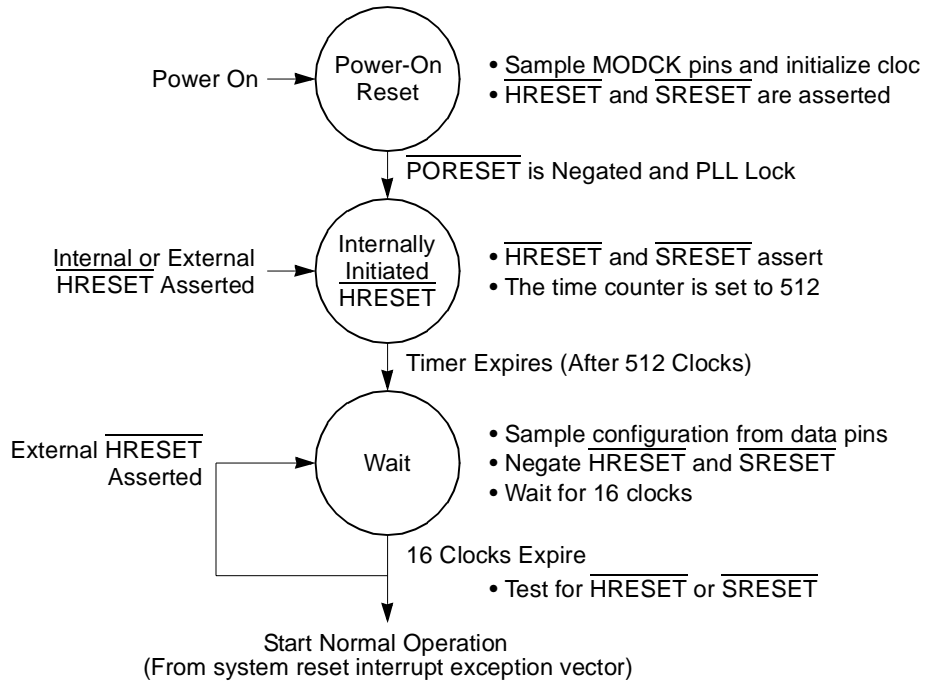 Power On
Power-On
Reset
• Sample MODCK pins and initialize cloc
• HRESET and SRESET are asserted
PORESET is Negated and PLL Lock
Internal or External
HRESET Asserted
Internally
Initiated
HRESET
• HRESET and SRESET assert
• The time counter is set to 512
Timer Expires (After 512 Clocks)
External HRESET
Asserted
Wait
• Sample configuration from data pins
• Negate HRESET and SRESET
• Wait for 16 clocks
16 Clocks Expire
• Test for HRESET or SRESET
Start Normal Operation
(From system reset interrupt exception vector)